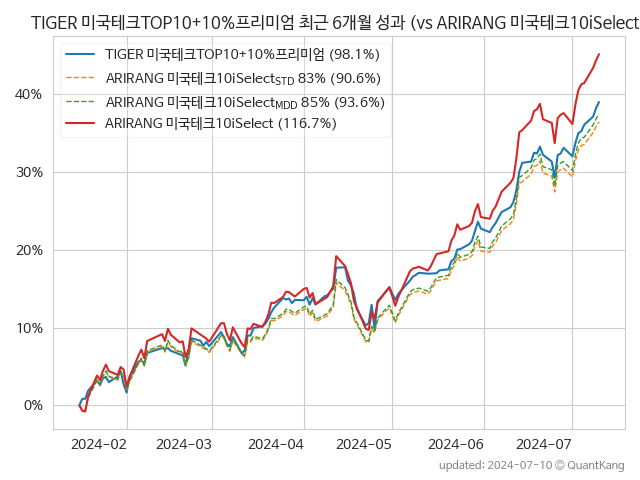 TIGER 미국테크TOP10+10%프리미엄 최근 6개월 성과 (vs ARIRANG 미국테크10iSelect
TIGER 미국테크TOP10+10%프리미엄 (98.1%)
ARIRANG 미국테크10iSelect_STD 83% (90.6%)
ARIRANG 미국테크10iSelect_MDD 85% (93.6%)
ARIRANG 미국테크10iSelect (116.7%)
40%
30%
20%
10%
0%
2024-02 2024-03 2024-04 2024-05 2024-06 2024-07
updated: 2024-07-10 © QuantKang